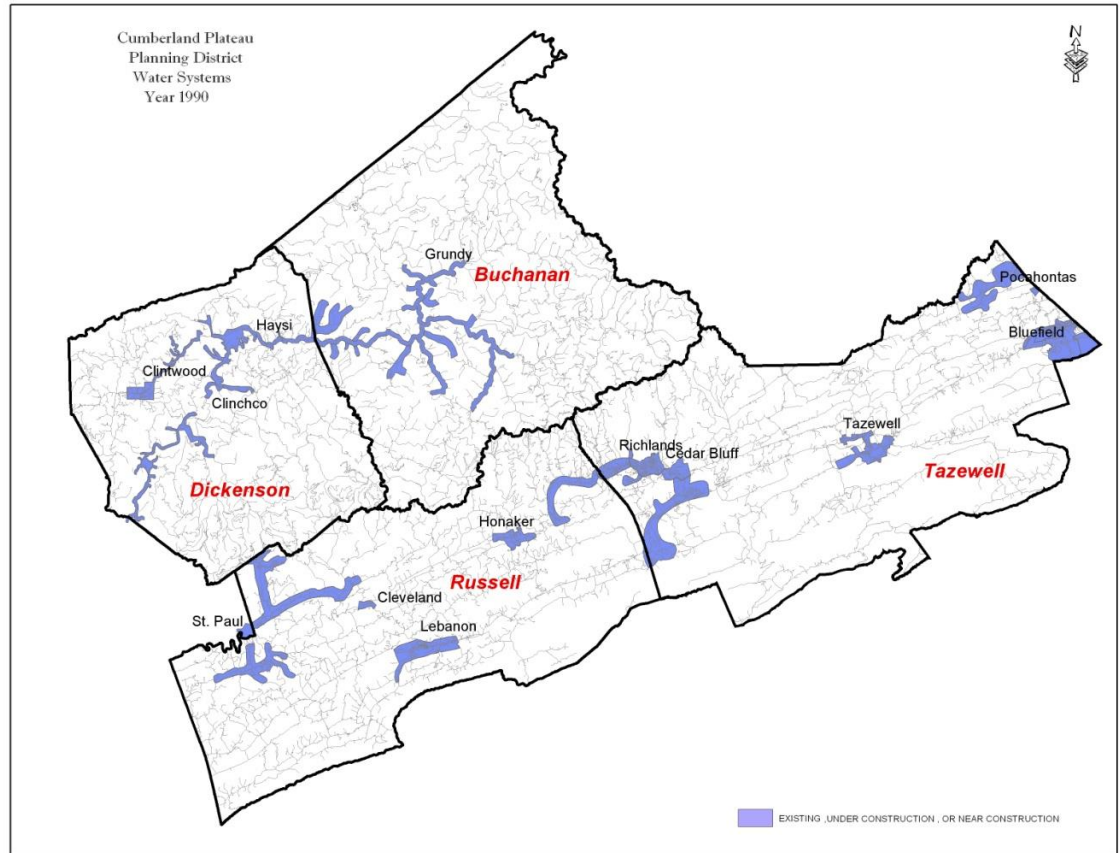 Cumberland Plateau
Planning District
Water Systems
Year 1990
N
Grundy
Buchanan
Pocahontas
Haysi
Bluefield
Clintwood
Clinchco
Tazewell
Richlands
Cedar Bluff
Tazewell
Dickenson
Honaker
Russell
Cleveland
St. Paul
Lebanon
EXISTING ,UNDER CONSTRUCTION , OR NEAR CONSTRUCTION